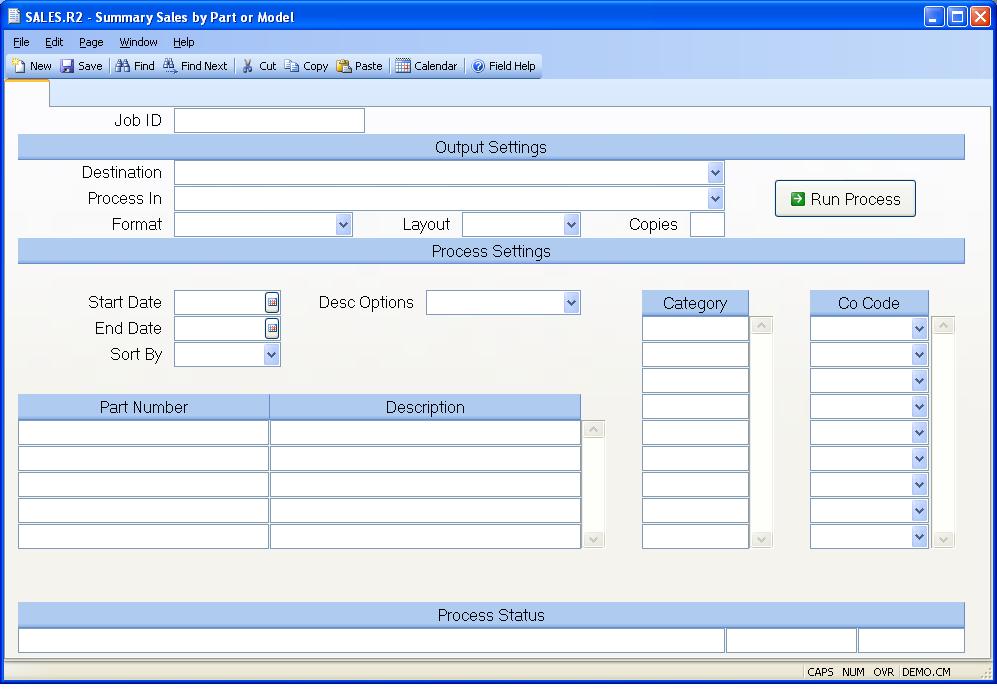 SALES.R2 - Summary Sales by Part or Model
File Edit Page Window Help
New Save Find Find Next Cut Copy Paste Calendar Field Help
Job ID
Output Settings
Destination
Process In
Run Process
Format Layout Copies
Process Settings
Start Date Desc Options Category Co Code
End Date
Sort By
Part Number Description
Process Status
CAPS NUM OVR DEMO.CM